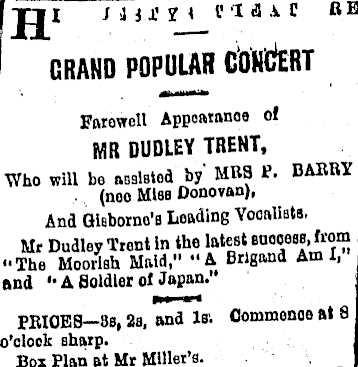 GRAND POPULAR CONCERT
Farewell Appearance of
MR DUDLEY TRENT,
Who will be assisted by MRS P. BARRY
(nee Miss Donovan),
And Gisborne's Leading Vocalists.
Mr Dudley Trent in the latest success, from
"The Moorish Maid," "A Brigand Am I,"
and "A Soldier of Japan."
PRICES—3s, 2s, and 1s. Commence at 8
o'clock sharp.
Box Plan at Mr Miller's.